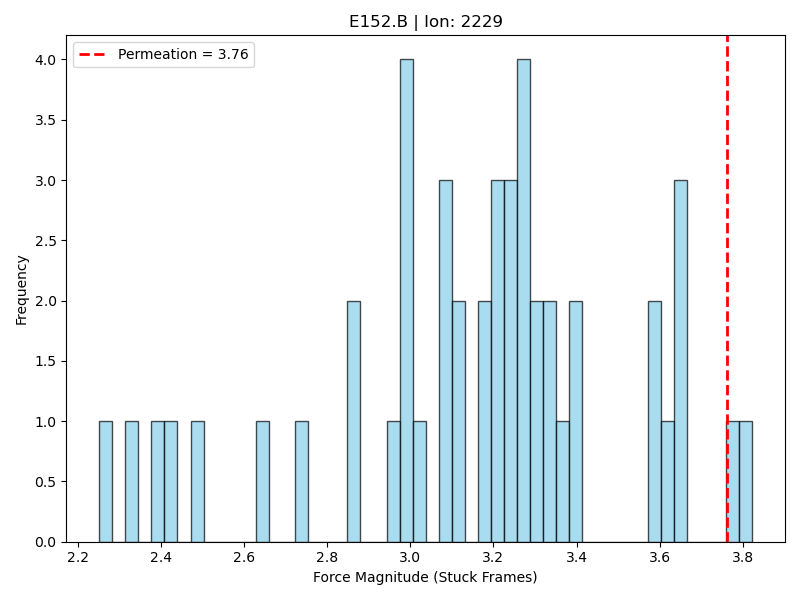 E152.B | Ion: 2229
Permeation = 3.76
Frequency
4.0
3.5
3.0
2.5
2.0
1.5
1.0
0.5
0.0
2.2 2.4 2.6 2.8 3.0 3.2 3.4 3.6 3.8
Force Magnitude (Stuck Frames)